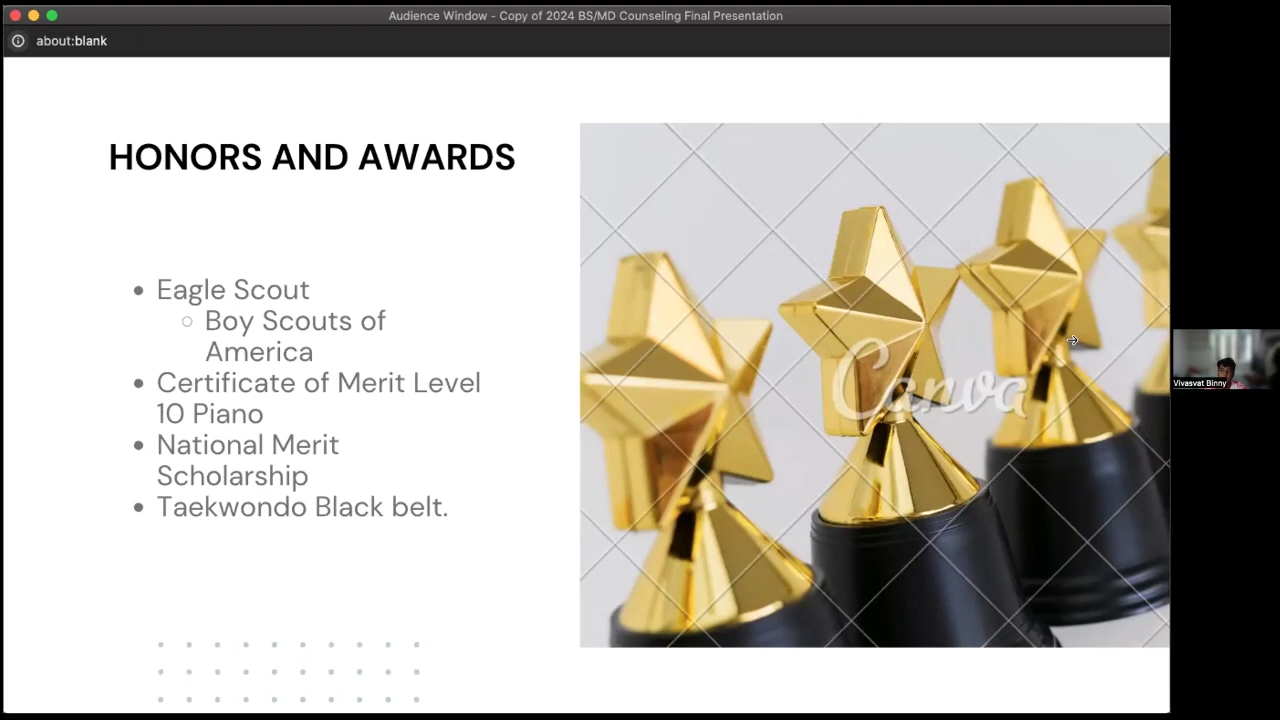 Audience Window - Copy of 2024 BS/MD Counseling Final Presentation
about:blank
HONORS AND AWARDS
Eagle Scout
Boy Scouts of
America
Certificate of Merit Level
10 Piano
National Merit
Scholarship
Taekwondo Black belt.
Canva
Vivasvat Binny